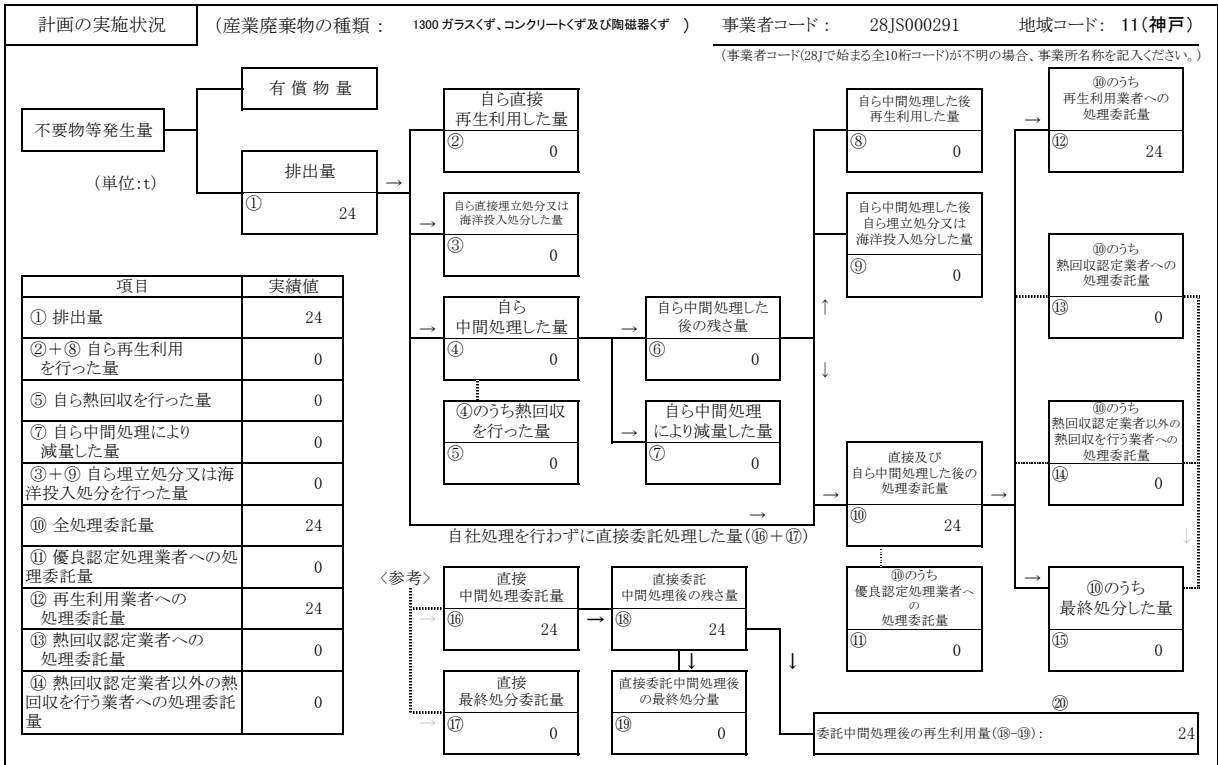 計画の実施状況
(産業廃棄物の種類 : 1300 ガラスくず、コンクリートくず及び陶磁器くず )
事業者コード : 28JS000291
地域コード: 11(神戸)
(事業者コード(28Jで始まる全10桁コード)が不明の場合、事業所名称を記入ください。)
不要物等発生量
(単位:t)
有 償 物 量
排出量
→
① 24
自ら直接
再生利用した量
② 0
→
自ら直接埋立処分又は
海洋投入処分した量
③ 0
→
自ら
中間処理した量
④ 0
④のうち熱回収
を行った量
⑤ 0
→
自ら中間処理した
後の残さ量
⑥ 0
→
自ら中間処理
により減量した量
⑦ 0
自ら中間処理した後
再生利用した量
⑧ 0
自ら中間処理した後
自ら埋立処分又は
海洋投入処分した量
⑨ 0
↑
↓
→
自社処理を行わずに直接委託処理した量(⑯+⑰)
→
直接及び
自ら中間処理した後の
処理委託量
⑩ 24
→
⑩のうち
優良認定処理業者へ
の
処理委託量
⑪ 0
→
⑩のうち
再生利用業者への
処理委託量
⑫ 24
⑩のうち
熱回収認定業者への
処理委託量
⑬ 0
⑩のうち
熱回収認定業者以外の
熱回収を行う業者への
処理委託量
⑭ 0
↓
→
⑩のうち
最終処分した量
⑮ 0
項目 実績値
① 排出量 24
②+⑧ 自ら再生利用
を行った量 0
⑤ 自ら熱回収を行った量 0
⑦ 自ら中間処理により
減量した量 0
③+⑨ 自ら埋立処分又は海
洋投入処分を行った量 0
⑩ 全処理委託量 24
⑪ 優良認定処理業者への処
理委託量 0
⑫ 再生利用業者への
処理委託量 24
⑬ 熱回収認定業者への
処理委託量 0
⑭ 熱回収認定業者以外の熱
回収を行う業者への処理委託
量 0
〈参考〉
→
直接
中間処理委託量
⑯ 24
→
直接委託
中間処理後の残さ量
⑱ 24
↓
↓
→
直接
最終処分委託量
⑰ 0
直接委託中間処理後
の最終処分量
⑲ 0
⑳
委託中間処理後の再生利用量(⑱-⑲) : 24